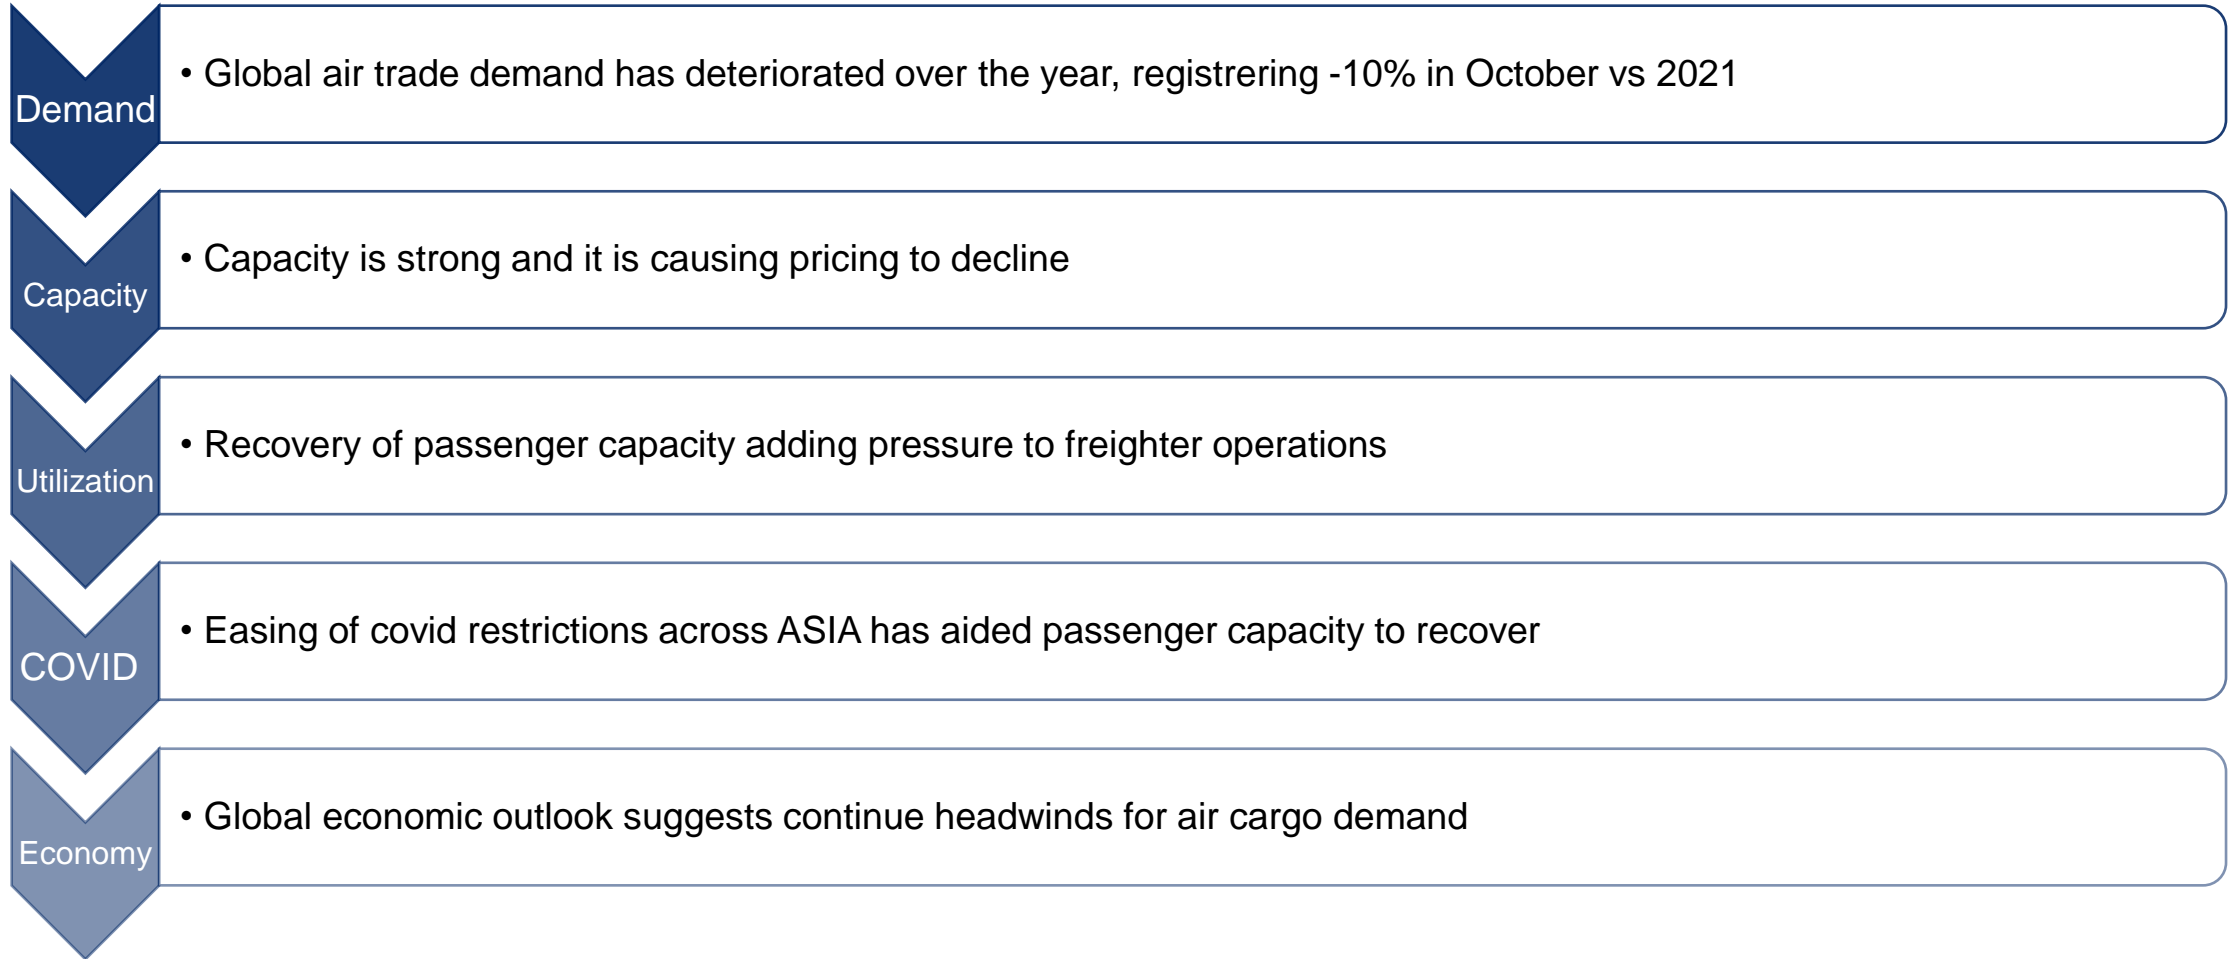 Demand
• Global air trade demand has deteriorated over the year, registrering -10% in October vs 2021
Capacity
• Capacity is strong and it is causing pricing to decline
Utilization
• Recovery of passenger capacity adding pressure to freighter operations
COVID
• Easing of covid restrictions across ASIA has aided passenger capacity to recover
Economy
• Global economic outlook suggests continue headwinds for air cargo demand